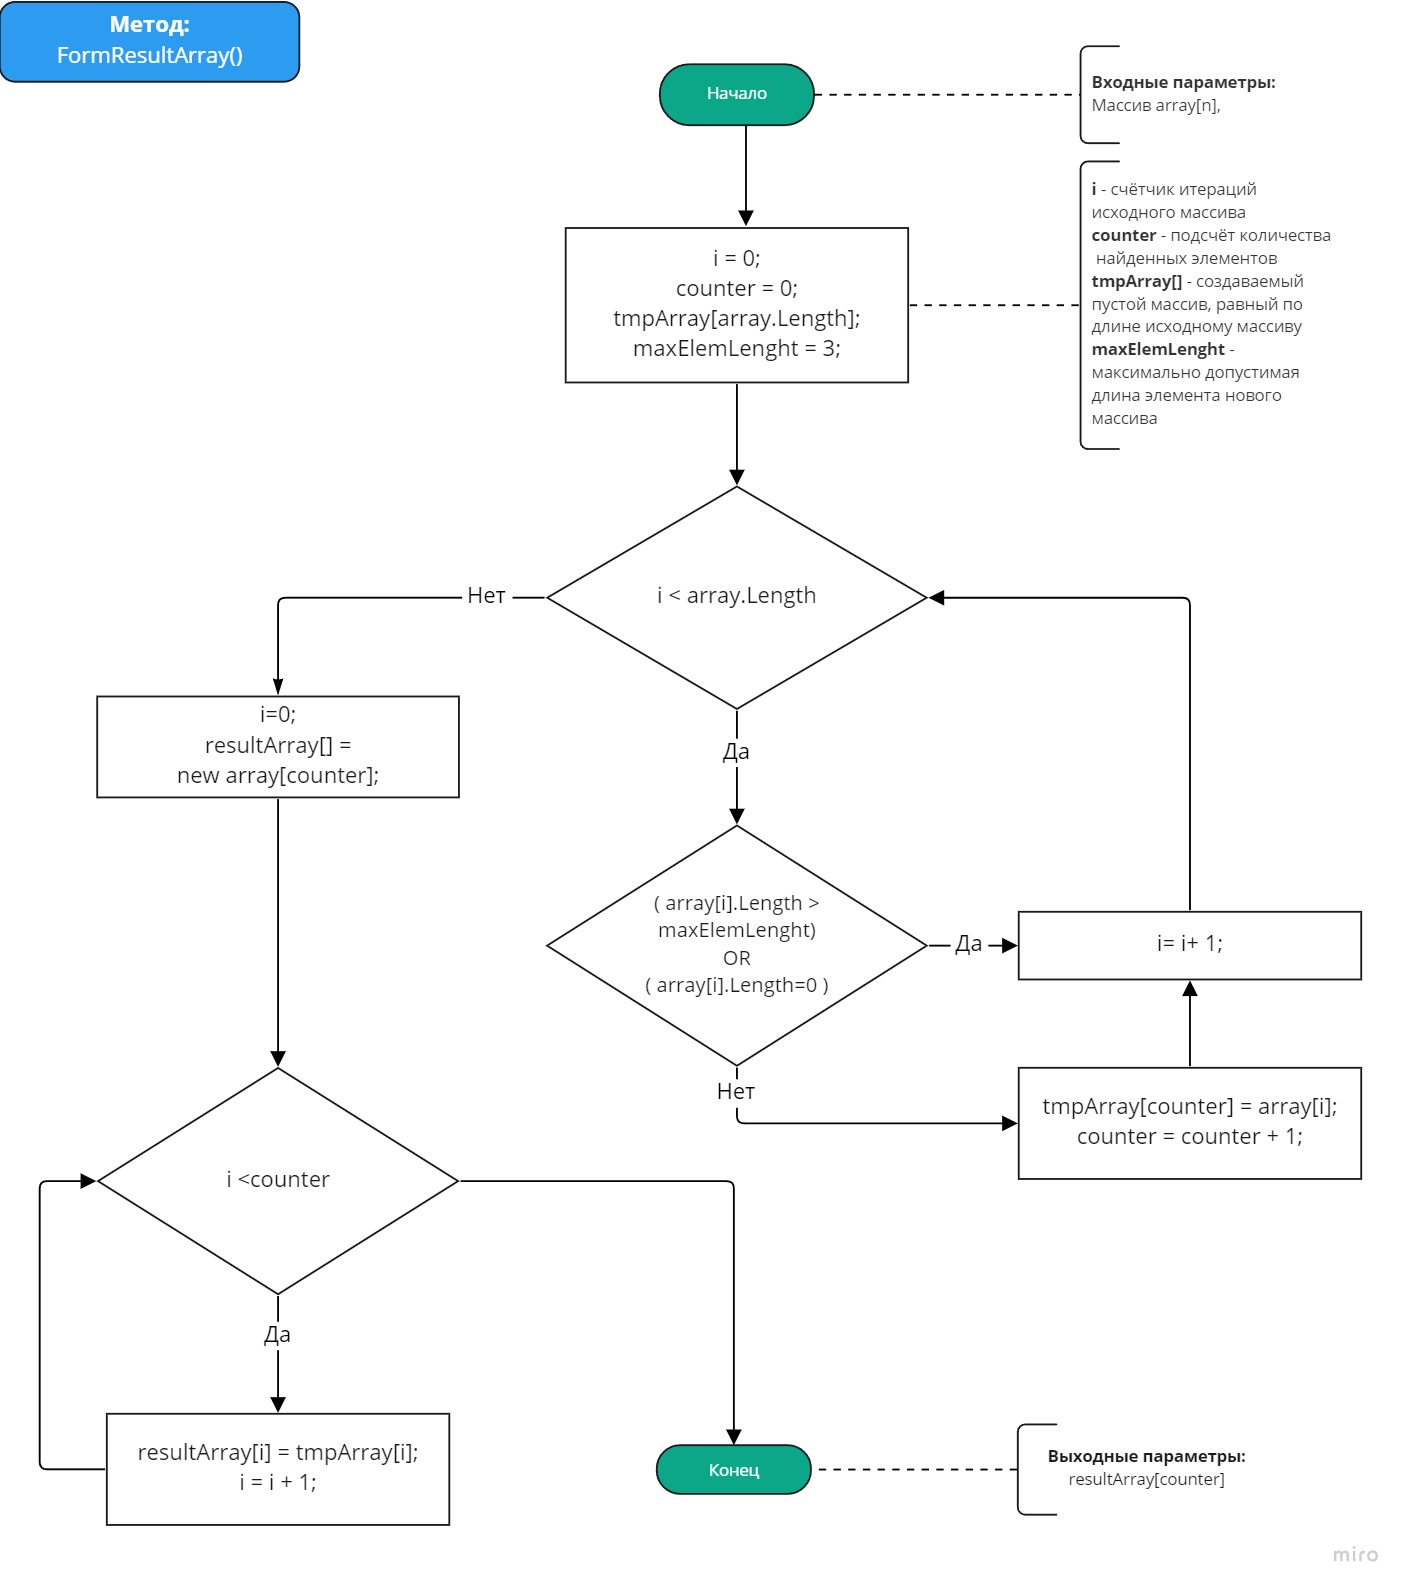 Метод:
FormResultArray()
Начало
Входные параметры:
Массив array[n],
i = 0;
counter = 0;
tmpArray[array.Length];
maxElemLenght = 3;
i - счётчик итераций
исходного массива
counter - подсчёт количества
найденных элементов
tmpArray[] - создаваемый
пустой массив, равный по
длине исходному массиву
maxElemLenght -
максимально допустимая
длина элемента нового
массива
i < array.Length
Нет
Да
i=0;
resultArray[] =
new array[counter];
( array[i].Length >
maxElemLenght)
OR
( array[i].Length=0 )
Да
i= i+ 1;
Нет
tmpArray[counter] = array[i];
counter = counter + 1;
i <counter
Да
resultArray[i] = tmpArray[i];
i = i + 1;
Конец
Выходные параметры:
resultArray[counter]
miro